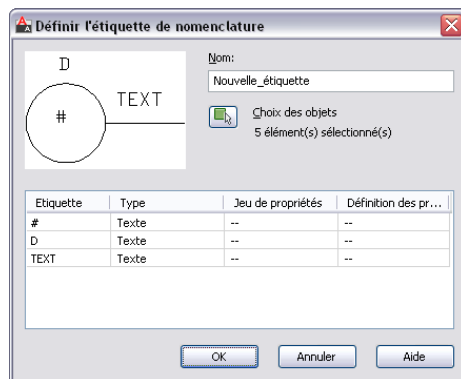 Définir l'étiquette de nomenclature
D
TEXT
#
Nom:
Nouvelle_étiquette
Choix des objets
5 élément(s) sélectionné(s)
Etiquette Type Jeu de propriétés Définition des pr...
# Texte -- --
D Texte -- --
TEXT Texte -- --
OK Annuler Aide